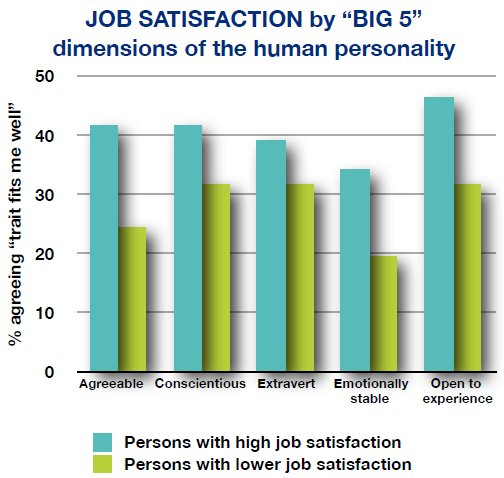 JOB SATISFACTION by “BIG 5”
dimensions of the human personality
% agreeing “trait fits me well”
50
40
30
20
10
0
Agreeable Conscientious Extravert Emotionally stable Open to experience
Persons with high job satisfaction
Persons with lower job satisfaction